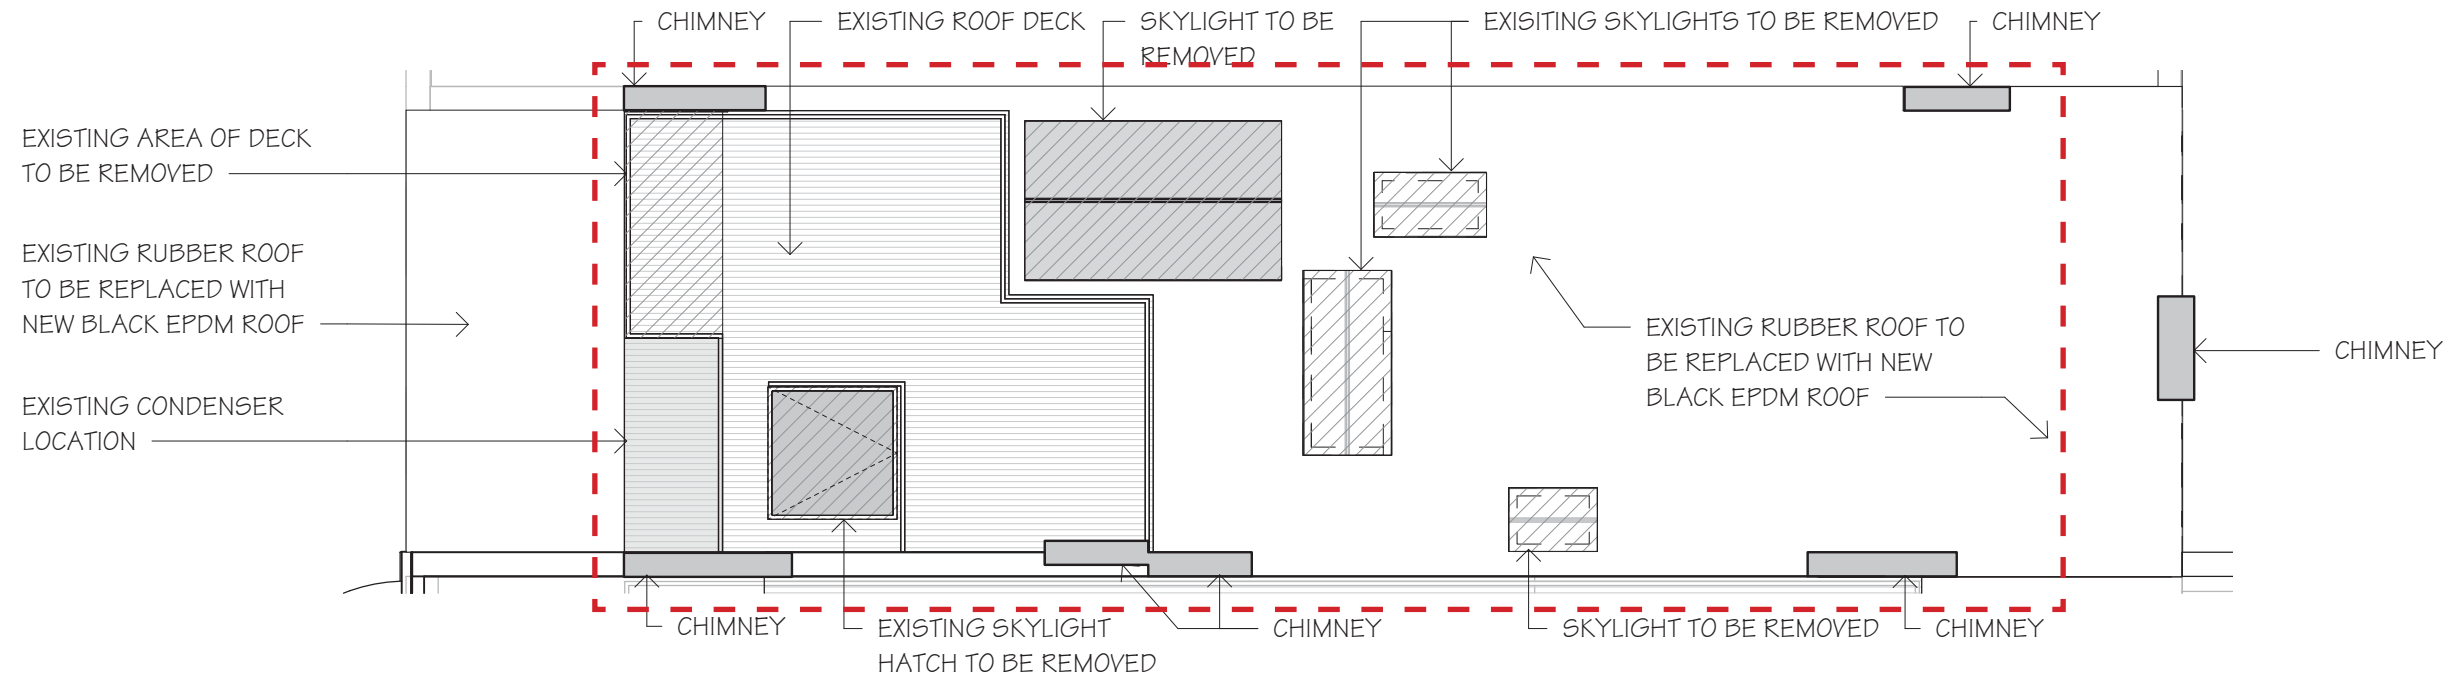 CHIMNEY
EXISTING ROOF DECK
SKYLIGHT TO BE
REMOVED
EXISITING SKYLIGHTS TO BE REMOVED
CHIMNEY
EXISTING AREA OF DECK
TO BE REMOVED
EXISTING RUBBER ROOF
TO BE REPLACED WITH
NEW BLACK EPDM ROOF
EXISTING RUBBER ROOF TO
BE REPLACED WITH NEW
BLACK EPDM ROOF
CHIMNEY
EXISTING CONDENSER
LOCATION
CHIMNEY
EXISTING SKYLIGHT
HATCH TO BE REMOVED
CHIMNEY
SKYLIGHT TO BE REMOVED
CHIMNEY